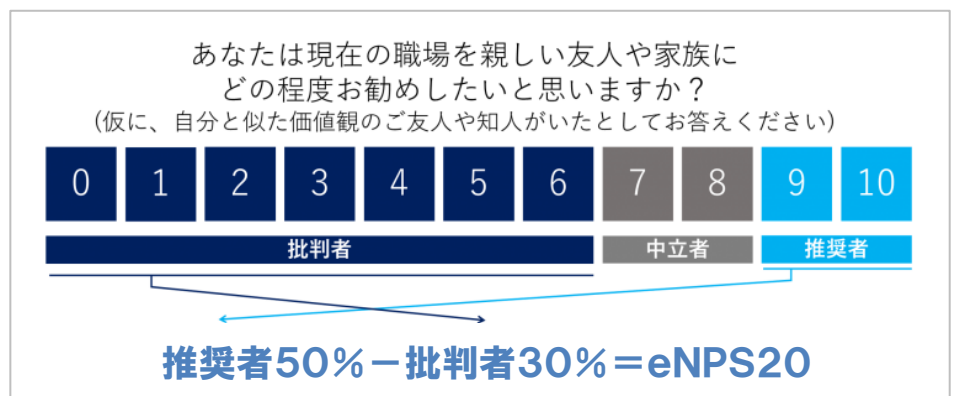 あなたは現在の職場を親しい友人や家族に
どの程度お勧めしたいと思いますか？
(仮に、自分と似た価値観のご友人や知人がいたとしてお答えください)
0 1 2 3 4 5 6 7 8 9 10
批判者 中立者 推奨者
推奨者50%－批判者30%＝eNPS20